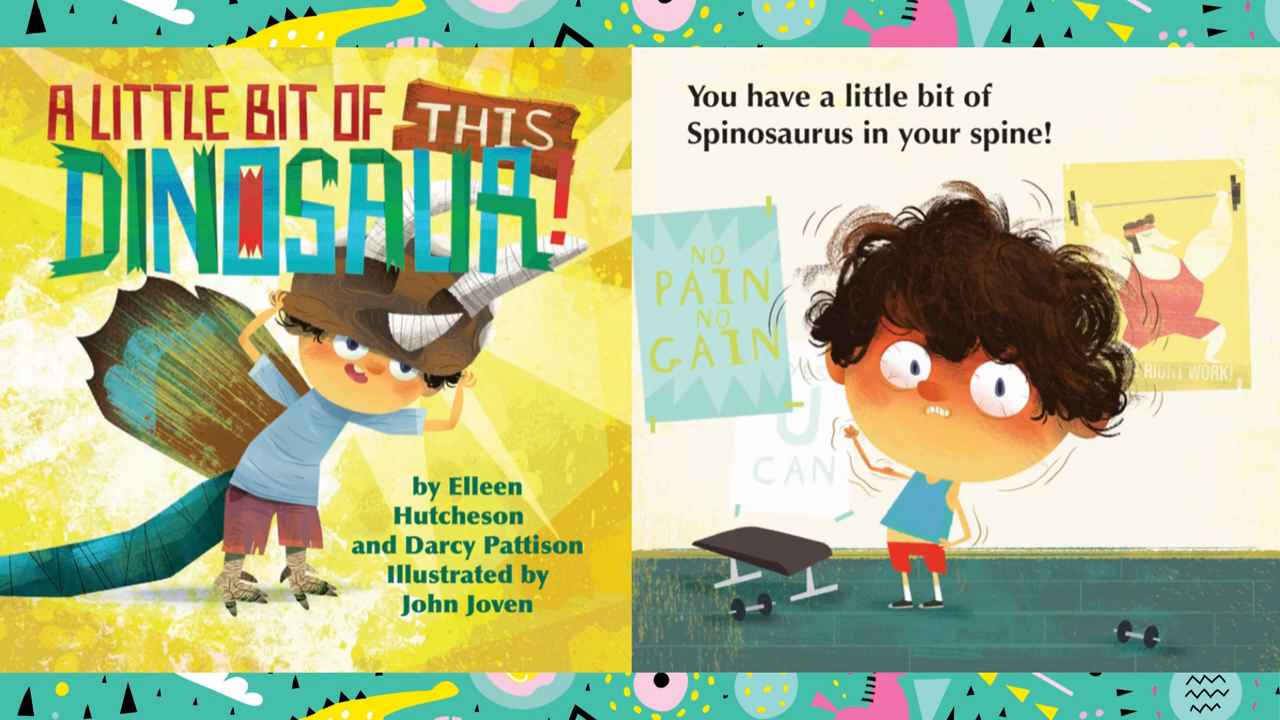 A LITTLE BIT OF THIS
DINOSAUR!
by Elleen
Hutcheson
and Darcy Pattison
Illustrated by
John Joven
You have a little bit of
Spinosaurus in your spine!
NO
PAIN
NO
GAIN
U
CAN
RIGHT WORK!